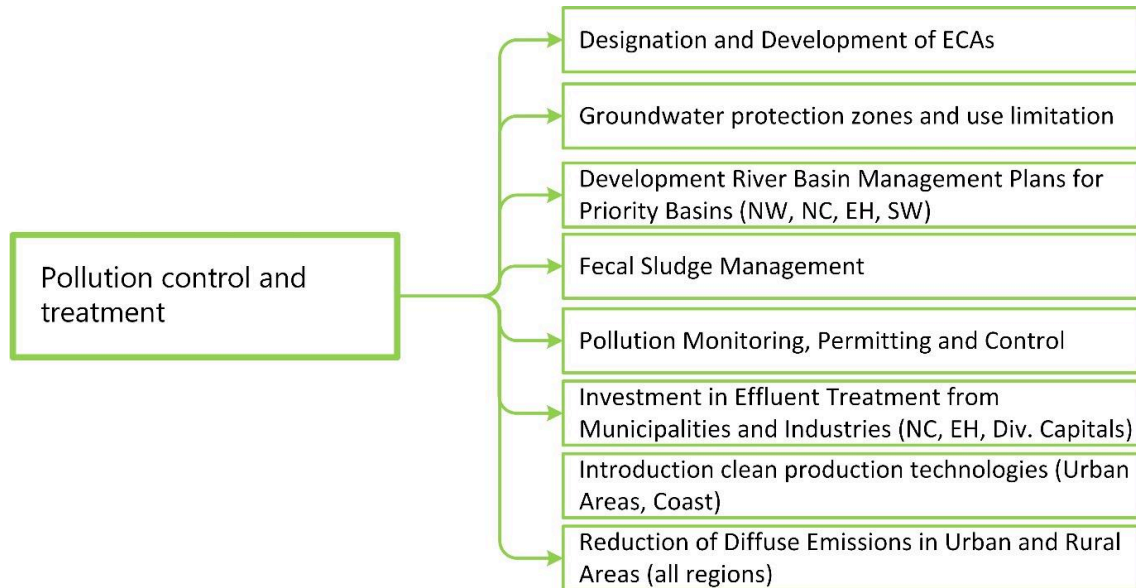 Designation and Development of ECAs
Groundwater protection zones and use limitation
Development River Basin Management Plans for
Priority Basins (NW, NC, EH, SW)
Pollution control and
treatment
Fecal Sludge Management
Pollution Monitoring, Permitting and Control
Investment in Effluent Treatment from
Municipalities and Industries (NC, EH, Div. Capitals)
Introduction clean production technologies (Urban
Areas, Coast)
Reduction of Diffuse Emissions in Urban and Rural
Areas (all regions)